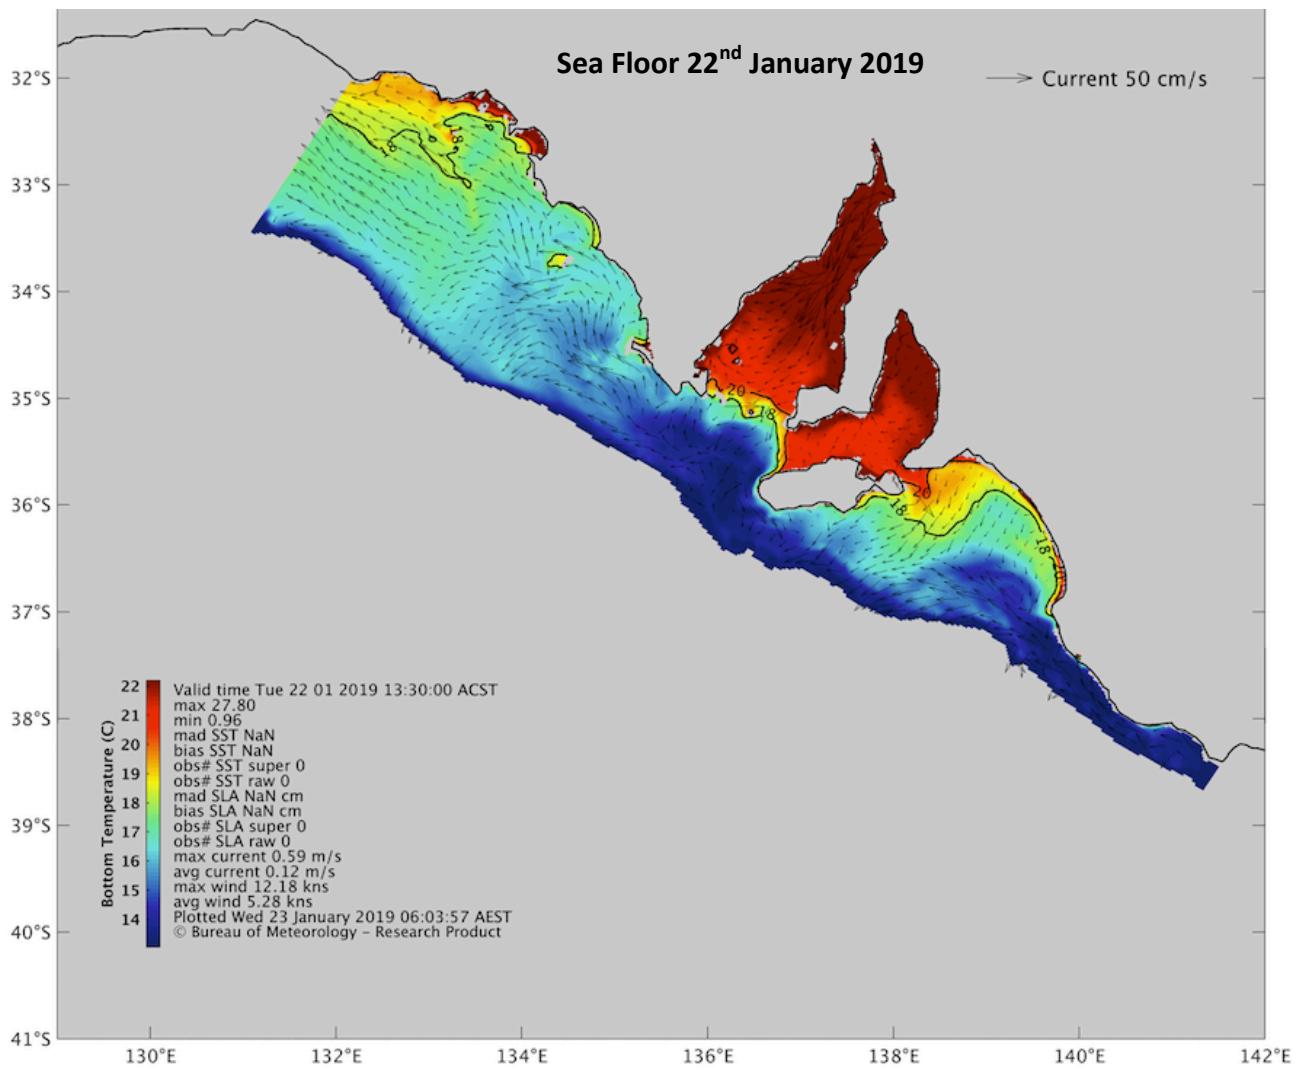 Sea Floor 22nd January 2019
Current 50 cm/s
32°S
33°S
34°S
35°S
36°S
37°S
38°S
39°S
40°S
41°S
18
18
20
18
20
18
18
Bottom Temperature (C)
22
21
20
19
18
17
16
15
14
Valid time Tue 22 01 2019 13:30:00 ACST
max 27.80
min 0.96
mad SST NaN
bias SST NaN
obs# SST super 0
obs# SST raw 0
mad SLA NaN cm
bias SLA NaN cm
obs# SLA super 0
obs# SLA raw 0
max current 0.59 m/s
avg current 0.12 m/s
max wind 12.18 kns
avg wind 5.28 kns
Plotted Wed 23 January 2019 06:03:57 AEST
© Bureau of Meteorology – Research Product
130°E
132°E
134°E
136°E
138°E
140°E
142°E